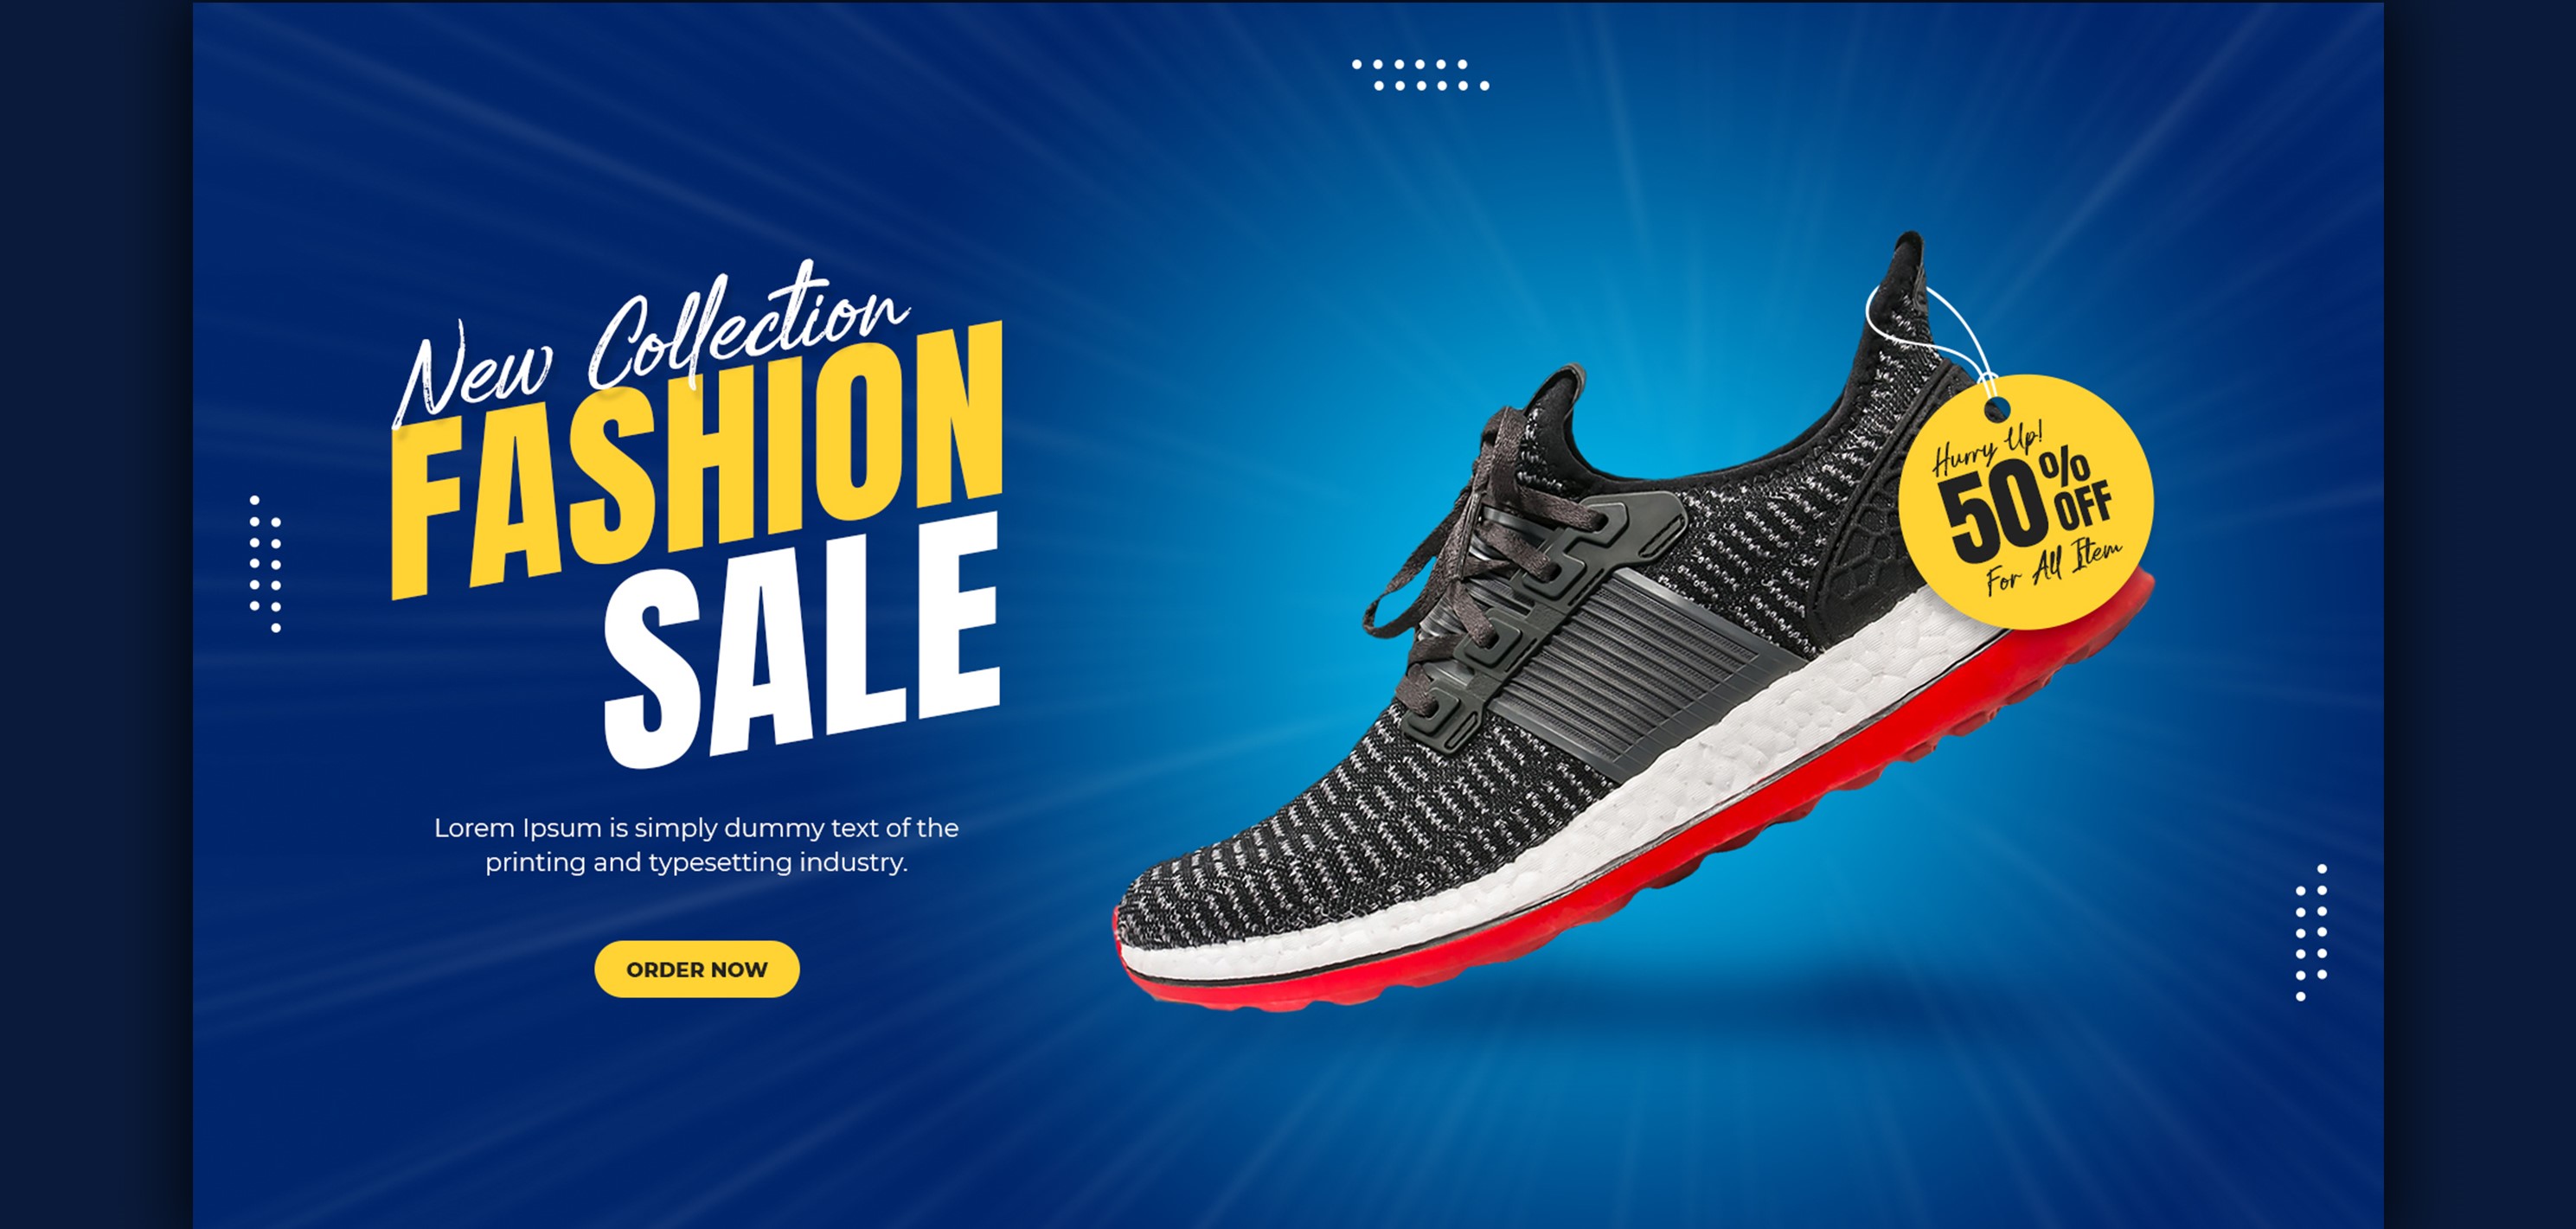 New Collection
FASHION
SALE
Lorem Ipsum is simply dummy text of the
printing and typesetting industry.
ORDER NOW
Hurry Up!
50%
OFF
For All Item